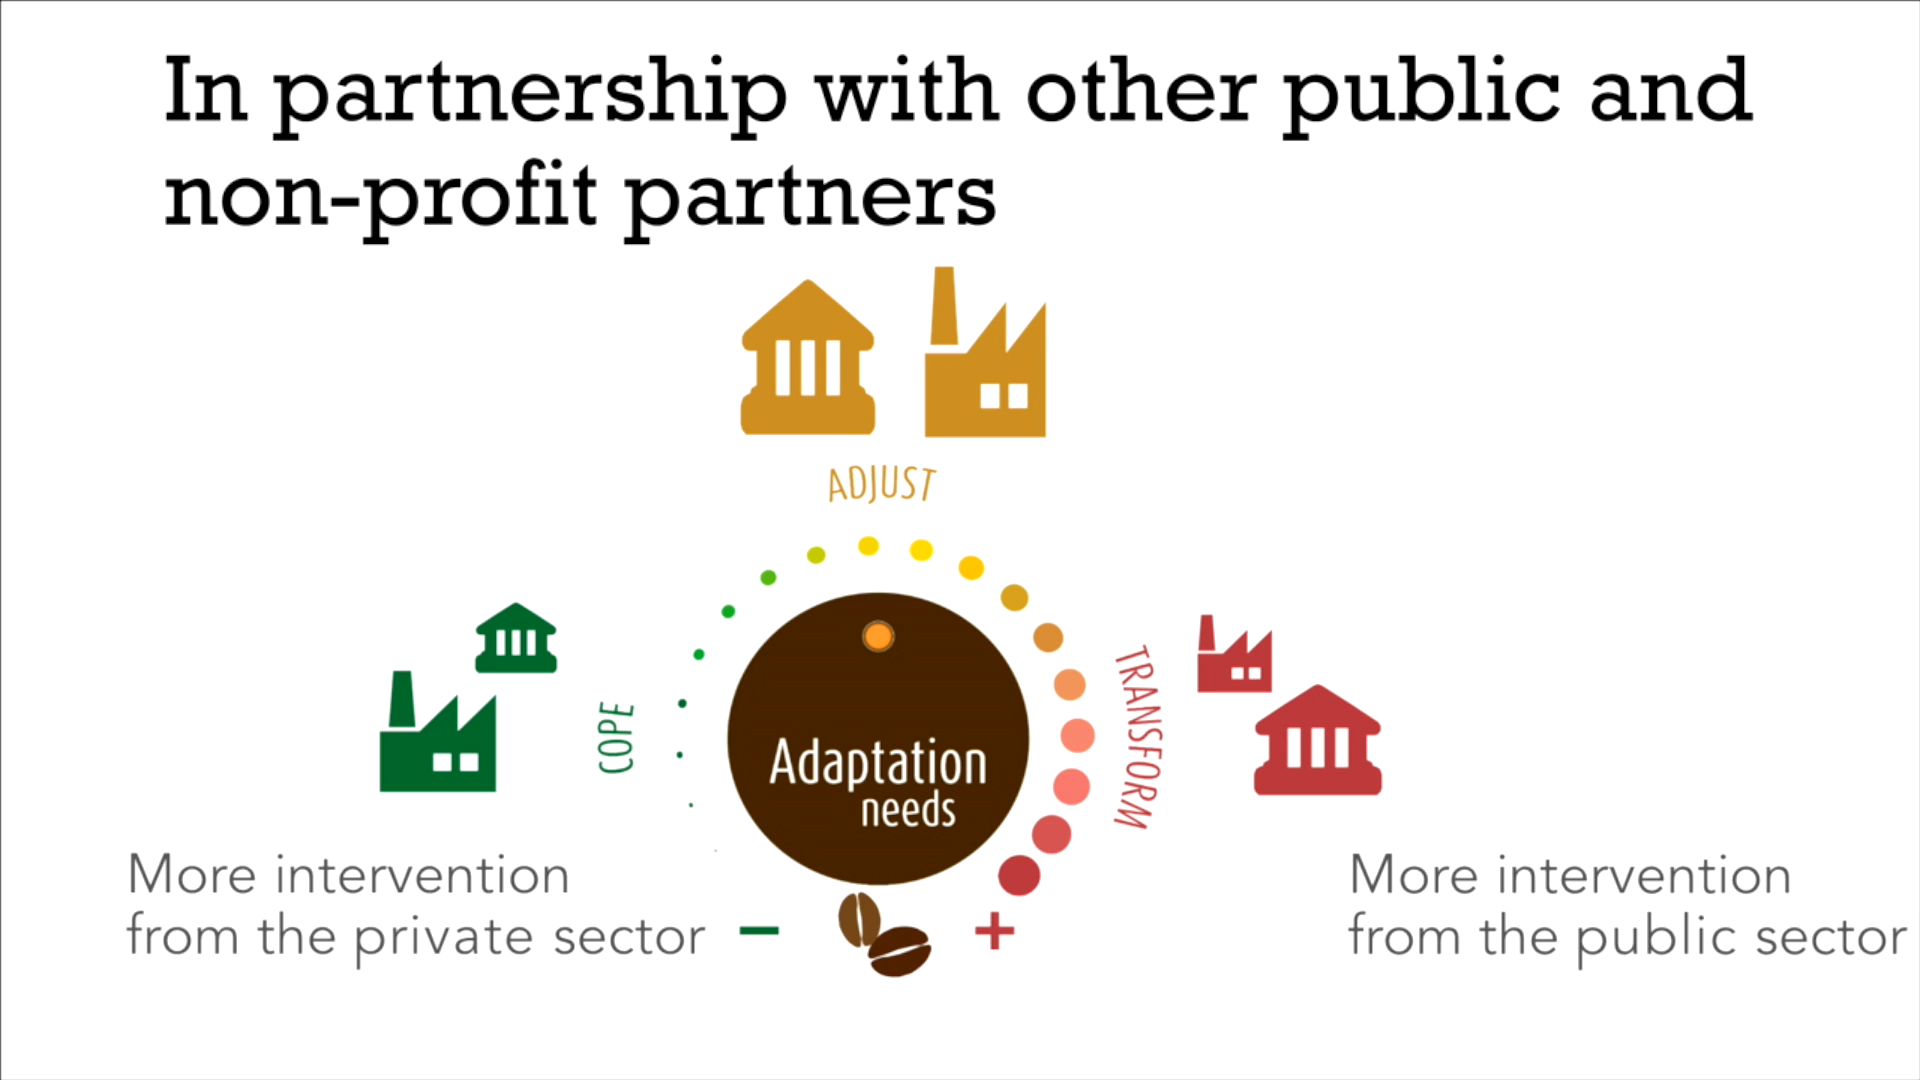 In partnership with other public and
non-profit partners
ADJUST
COPE
TRANSFORM
Adaptation
needs
More intervention
from the private sector
− +
More intervention
from the public sector